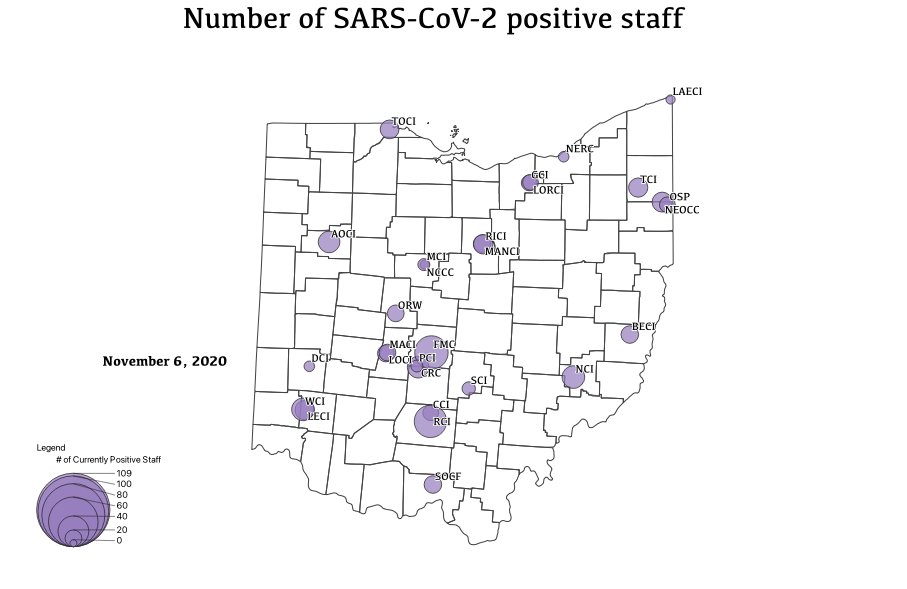 Number of SARS-CoV-2 positive staff
LAECI
TOCI
NERC
GCI
LORCI
TCI
OSP
NEOCC
AOCI
RICI
MANCI
MCI
NCCC
ORW
BECI
MACI
LOCI
FMC
PCI
CRC
November 6, 2020
DCI
NCI
SCI
WCI
LECI
CCI
RCI
SOCF
Legend
# of Currently Positive Staff
109
100
80
60
40
20
0